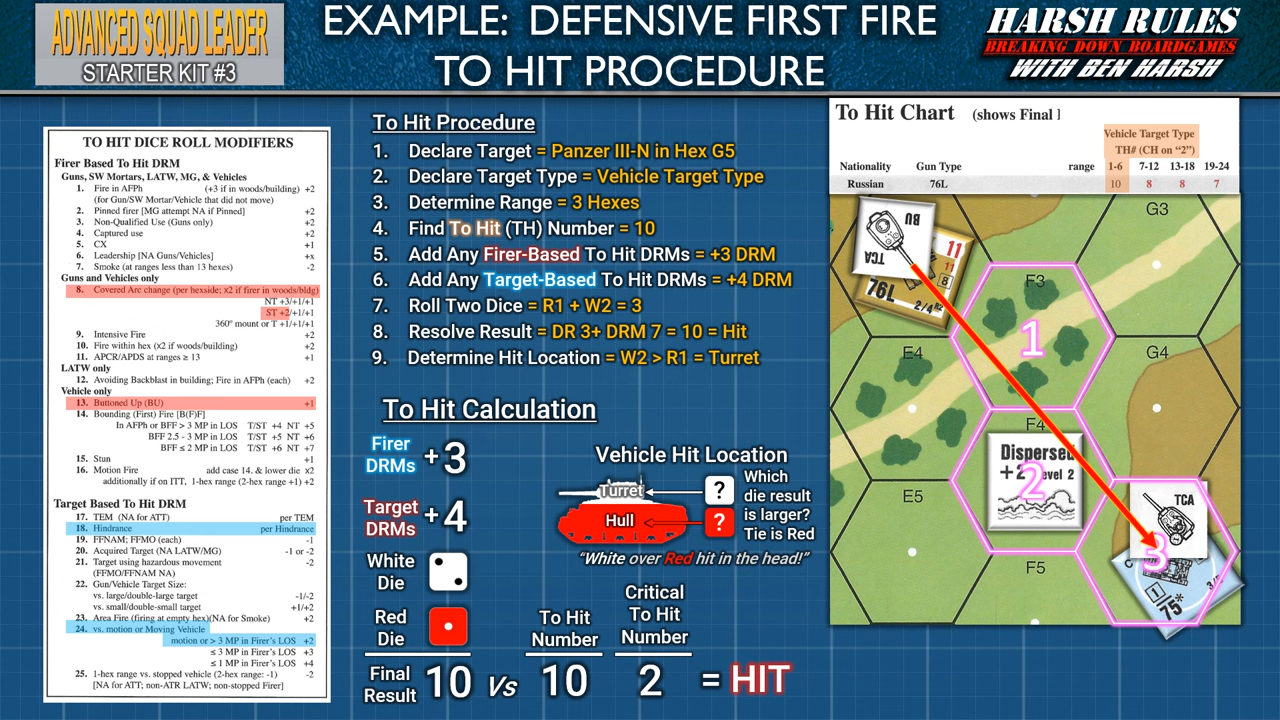 ADVANCED SQUAD LEADER
STARTER KIT #3
EXAMPLE: DEFENSIVE FIRST FIRE
TO HIT PROCEDURE
HARSH RULES
BREAKING DOWN BOARDGAMES
WITH BEN HARSH
TO HIT DICE ROLL MODIFIERS
Firer Based To Hit DRM
Guns, SW Mortars, LATW, MG, & Vehicles
1. Fire in AFPh (+3 if in woods/building) +2
(for Gun/SW Mortar/Vehicle that did not move)
2. Pinned firer [MG attempt NA if Pinned] +2
3. Non-Qualified Use (Guns only) +2
4. Captured use +2
5. CX +1
6. Leadership [NA Guns/Vehicles] +x
7. Smoke (at ranges less than 13 hexes) -2
Guns and Vehicles only
8. Covered Arc change (per hexside; x2 if firer in woods/bldg)
NT +3/+1/+1
ST +2/+1/+1
360° mount or T +1/+1/+1
9. Intensive Fire +2
10. Fire within hex (x2 if woods/building) +2
11. APCR/APDS at ranges ≥ 13 +1
LATW only
12. Avoiding Backblast in building; Fire in AFPh (each) +2
Vehicle only
13. Buttoned Up (BU) +1
14. Bounding (First) Fire [B(F)F]
In AFPh or BFF > 3 MP in LOS T/ST +4 NT +5
BFF 2.5 - 3 MP in LOS T/ST +5 NT +6
BFF ≤ 2 MP in LOS T/ST +6 NT +7
15. Stun +1
16. Motion Fire add case 14. & lower die x2
additionally if on ITT, 1-hex range (2-hex range +1) +2
Target Based To Hit DRM
17. TEM (NA for ATT) per TEM
18. Hindrance per Hindrance
19. FFNAM; FFMO (each) -1
20. Acquired Target (NA LATW/MG) -1 or -2
21. Target using hazardous movement -2
(FFMO/FFNAM NA)
22. Gun/Vehicle Target Size:
vs. large/double-large target -1/-2
vs. small/double-small target +1/+2
23. Area Fire (firing at empty hex)(NA for Smoke) +2
24. vs. motion or Moving Vehicle
motion or > 3 MP in Firer's LOS +2
≤ 3 MP in Firer's LOS +3
≤ 1 MP in Firer's LOS +4
25. 1-hex range vs. stopped vehicle (2-hex range: -1) -2
[NA for ATT; non-ATR LATW; non-stopped Firer]
To Hit Procedure
1. Declare Target = Panzer III-N in Hex G5
2. Declare Target Type = Vehicle Target Type
3. Determine Range = 3 Hexes
4. Find To Hit (TH) Number = 10
5. Add Any Firer-Based To Hit DRMs = +3 DRM
6. Add Any Target-Based To Hit DRMs = +4 DRM
7. Roll Two Dice = R1 + W2 = 3
8. Resolve Result = DR 3+ DRM 7 = 10 = Hit
9. Determine Hit Location = W2 > R1 = Turret
To Hit Calculation
Firer
DRMs +3
Target
DRMs +4
White
Die
Red
Die
Final
Result 10 Vs 10 2 = HIT
To Hit
Number
Critical
To Hit
Number
Vehicle Hit Location
Turret
Hull
?
?
Which
die result
is larger?
Tie is Red
"White over Red hit in the head!"
To Hit Chart (shows Final ]
Vehicle Target Type
TH# (CH on "2")
Nationality Gun Type range 1-6 7-12 13-18 19-24
Russian 76L 10 8 8 7
BU
TCA
11
11
8
76L
2/4
G3
F3
1
E4
G4
F4
Dispersed
+2 Level 2
2
E5
TCA
3
F5
1
75*